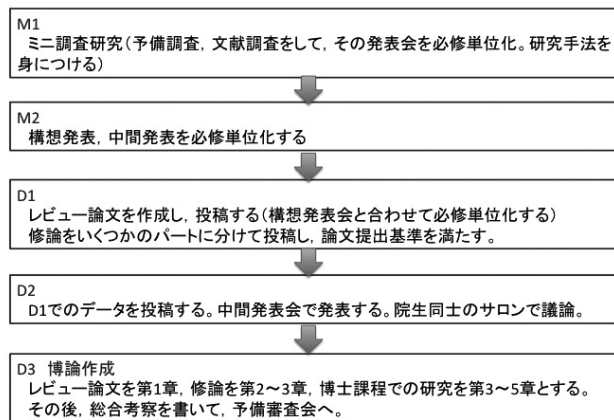 M1
ミニ調査研究(予備調査, 文献調査をして, その発表会を必修単位化。研究手法を
身につける)
M2
構想発表, 中間発表を必修単位化する
D1
レビュー論文を作成し, 投稿する(構想発表会と合わせて必修単位化する)
修論をいくつかのパートに分けて投稿し, 論文提出基準を満たす。
D2
D1でのデータを投稿する。中間発表会で発表する。院生同士のサロンで議論。
D3 博論作成
レビュー論文を第1章, 修論を第2～3章, 博士課程での研究を第3～5章とする。
その後, 総合考察を書いて, 予備審査会へ。